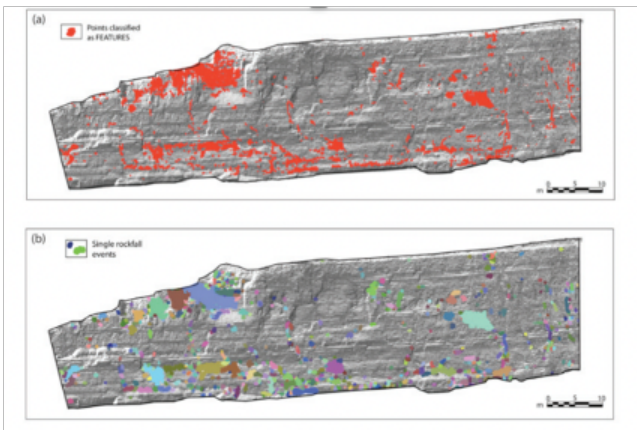 (a)
Points classified
as FEATURES
0 5 10
m
(b)
Single rockfall
events
0 5 10
m